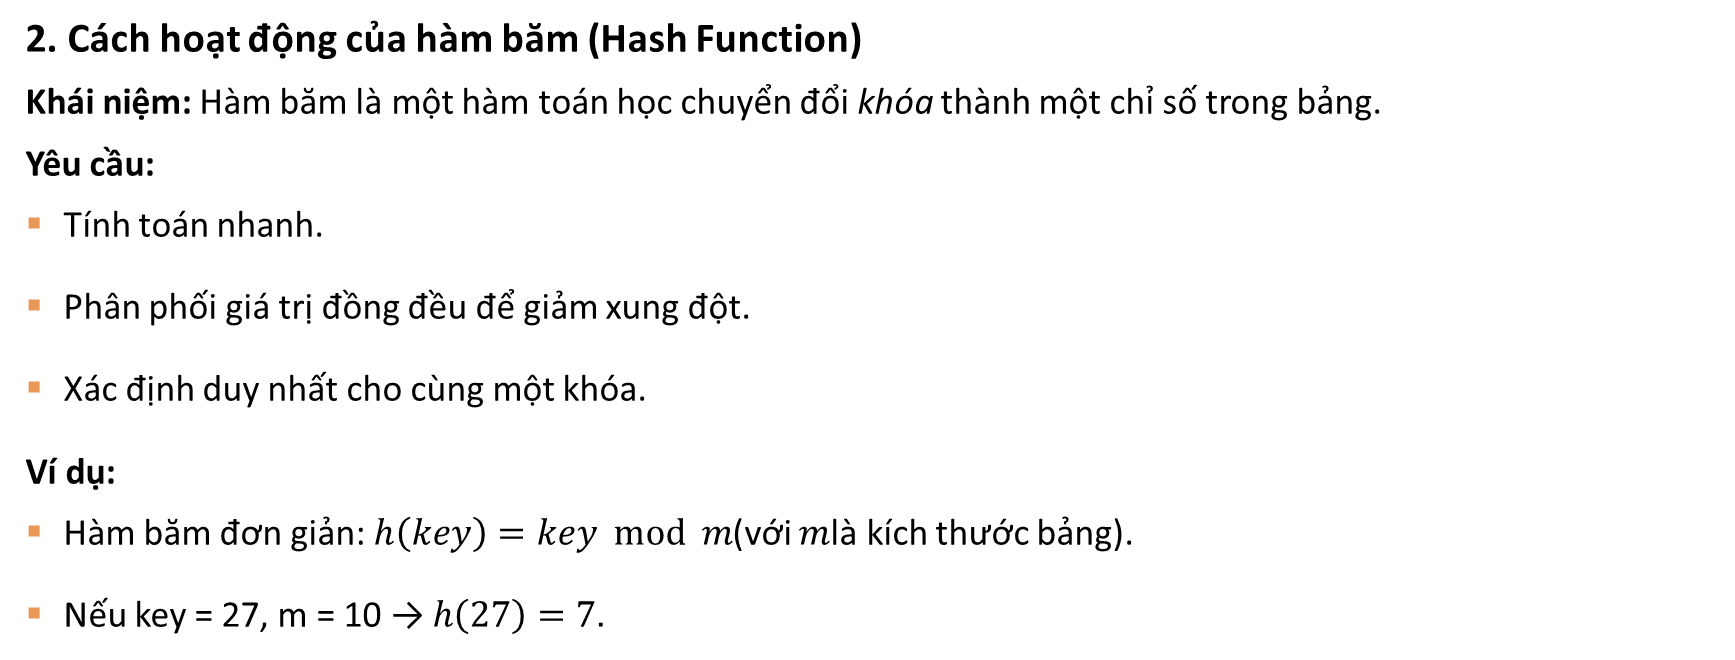 2. Cách hoạt động của hàm băm (Hash Function)
Khái niệm: Hàm băm là một hàm toán học chuyển đổi khóa thành một chỉ số trong bảng.
Yêu cầu:
▪ Tính toán nhanh.
▪ Phân phối giá trị đồng đều để giảm xung đột.
▪ Xác định duy nhất cho cùng một khóa.
Ví dụ:
▪ Hàm băm đơn giản: h(key) = key mod m(với mlà kích thước bảng).
▪ Nếu key = 27, m = 10 → h(27) = 7.